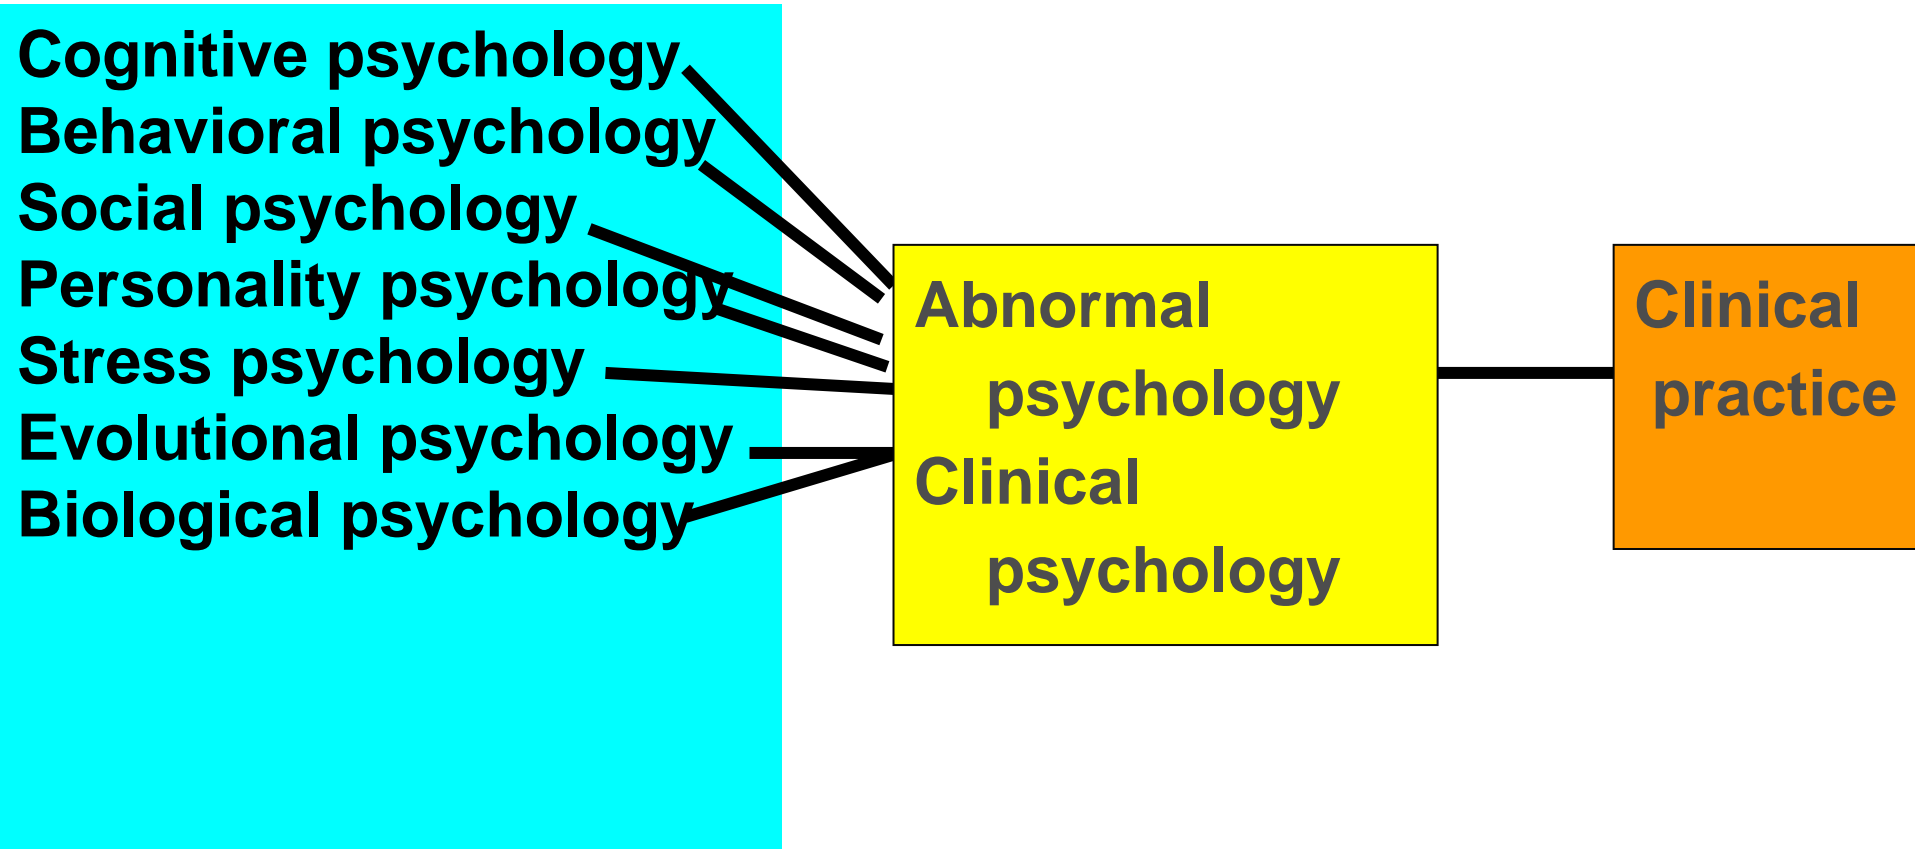 Cognitive psychology
Behavioral psychology
Social psychology
Personality psychology
Stress psychology
Evolutional psychology
Biological psychology
Abnormal
psychology
Clinical
psychology
Clinical
practice